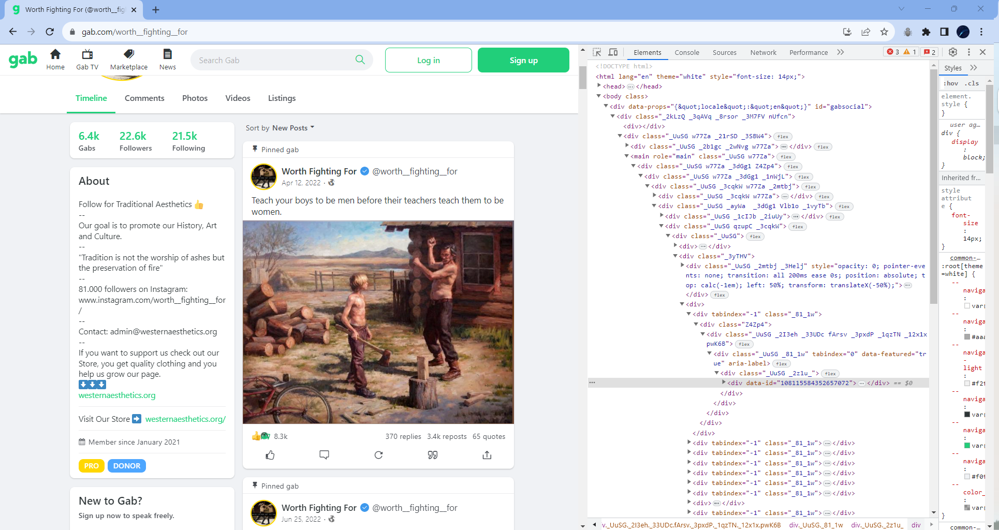 Worth Fighting For (@worth__fig
gab.com/worth__fighting__for
gab
Home
Gab TV
Marketplace
News
Search Gab
Log in
Sign up
Timeline
Comments
Photos
Videos
Listings
6.4k
22.6k
21.5k
Gabs
Followers
Following
About
Follow for Traditional Aesthetics 👍
--
Our goal is to promote our History, Art
and Culture.
--
"Tradition is not the worship of ashes but
the preservation of fire"
--
81.000 followers on Instagram:
www.instagram.com/worth__fighting__for
/
--
Contact: admin@westernaesthetics.org
--
If you want to support us check out our
Store, you get quality clothing and you
help us grow our page.
⬇⬇⬇
westernaesthetics.org
Visit Our Store ➡ westernaesthetics.org/
Member since January 2021
PRO
DONOR
New to Gab?
Sign up now to speak freely.
Sort by New Posts
Pinned gab
Worth Fighting For @worth__fighting__for
Apr 12, 2022 ·
Teach your boys to be men before their teachers teach them to be
women.
8.3k
370 replies 3.4k reposts 65 quotes
Pinned gab
Worth Fighting For @worth__fighting__for
Jun 25, 2022 ·
Elements
Console
Sources
Network
Performance
3
1
2
<!DOCTYPE html>
<html lang="en" theme="white" style="font-size: 14px;">
<head>…</head>
<body class>
<div data-props="{&quot;locale&quot;:&quot;en&quot;}" id="gabsocial">
<div class="_2kLzQ _3qAVq _8rsor _3M7FV nUfcn">
<div></div>
<div class="_UuSG w77Za _21rSD _3SBW4"> flex
<div class="_UuSG _2b1gc _2wNvg w77Za">…</div> flex
<main role="main" class="_UuSG w77Za"> flex
<div class="_UuSG w77Za _3dGg1 Z4Zp4"> flex
<div class="_UuSG w77Za _3dGg1 _1nWjL"> flex
<div class="_UuSG _3cqkW w77Za _2mtbj"> flex
<div class="_UuSG _3cqkW w77Za">…</div> flex
<div class="_UuSG _ayWa _3dGg1 Vlb1o _1vyTb"> flex
<div class="_UuSG _1cIJb _2iuUy">…</div> flex
<div class="_UuSG qzupC _3cqkW"> flex
<div class="_UuSG"> flex
<div>…</div>
<div class="_3yTHV">
<div class="_UuSG _2mtbj _3Helj" style="opacity: 0; pointer-eve
nts: none; transition: all 200ms ease 0s; position: absolute; t
op: calc(-1em); left: 50%; transform: translateX(-50%);">…
</div> flex
<div>
<div tabindex="-1" class="_81_1w">
<div class="Z4Zp4">
<div class="_UuSG _2I3eh _33UDc fArsv _3pxdP _1qzTN _12x1x
pwK6B"> flex
<div class="_UuSG _81_1w" tabindex="0" data-featured="tr
ue" aria-label> flex
<div class="_UuSG _2z1u_"> flex
<div data-id="108115584352657072">…</div> == $0
</div>
</div>
</div>
</div>
</div>
<div tabindex="-1" class="_81_1w">…</div>
<div tabindex="-1" class="_81_1w">…</div>
<div tabindex="-1" class="_81_1w">…</div>
<div tabindex="-1" class="_81_1w">…</div>
<div tabindex="-1" class="_81_1w">…</div>
<div tabindex="-1" class="_81_1w">…</div>
<div>…</div>
<div tabindex="-1" class="_81_1w">…</div>
v._UuSG._2I3eh._33UDc.fArsv._3pxdP._1qzTN._12x1x.pwK6B div._UuSG._81_1w div._UuSG._2z1u_ div
Styles
:hov .cls
element.
style {
}
user ag…
div {
display
:
block;
}
Inherited fr…
style
attribut
e {
font-
size
:
14px;
}
common-…
:root[theme
=white] {
--
naviga
:
var(
--
naviga
:
#aaa
--
naviga
-
light
:
#f2f
--
naviga
:
var(
--
naviga
:
var(
--
naviga
:
#f0f
--
color_
:
var(
}
common-…